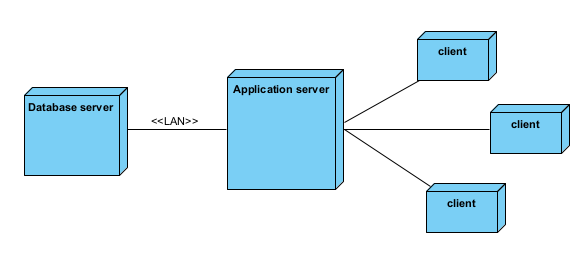 client
Application server
Database server
<<LAN>>
client
client